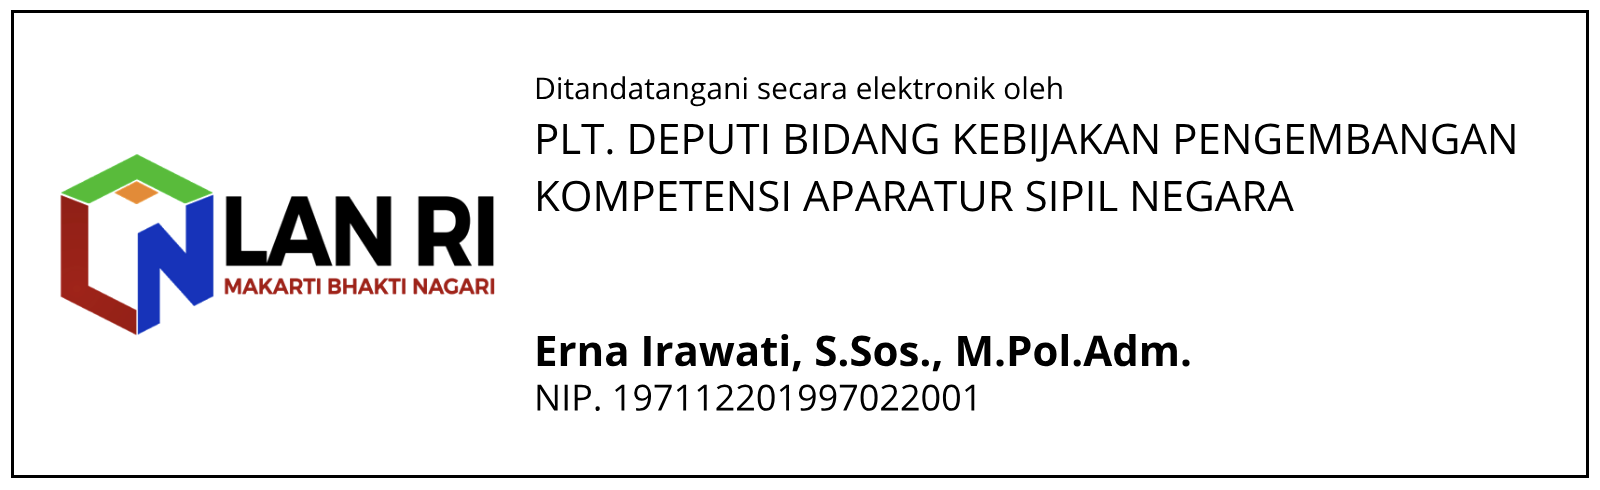 Ditandatangani secara elektronik oleh
PLT. DEPUTI BIDANG KEBIJAKAN PENGEMBANGAN
KOMPETENSI APARATUR SIPIL NEGARA
LAN RI
MAKARTI BHAKTI NAGARI
Erna Irawati, S.Sos., M.Pol.Adm.
NIP. 197112201997022001